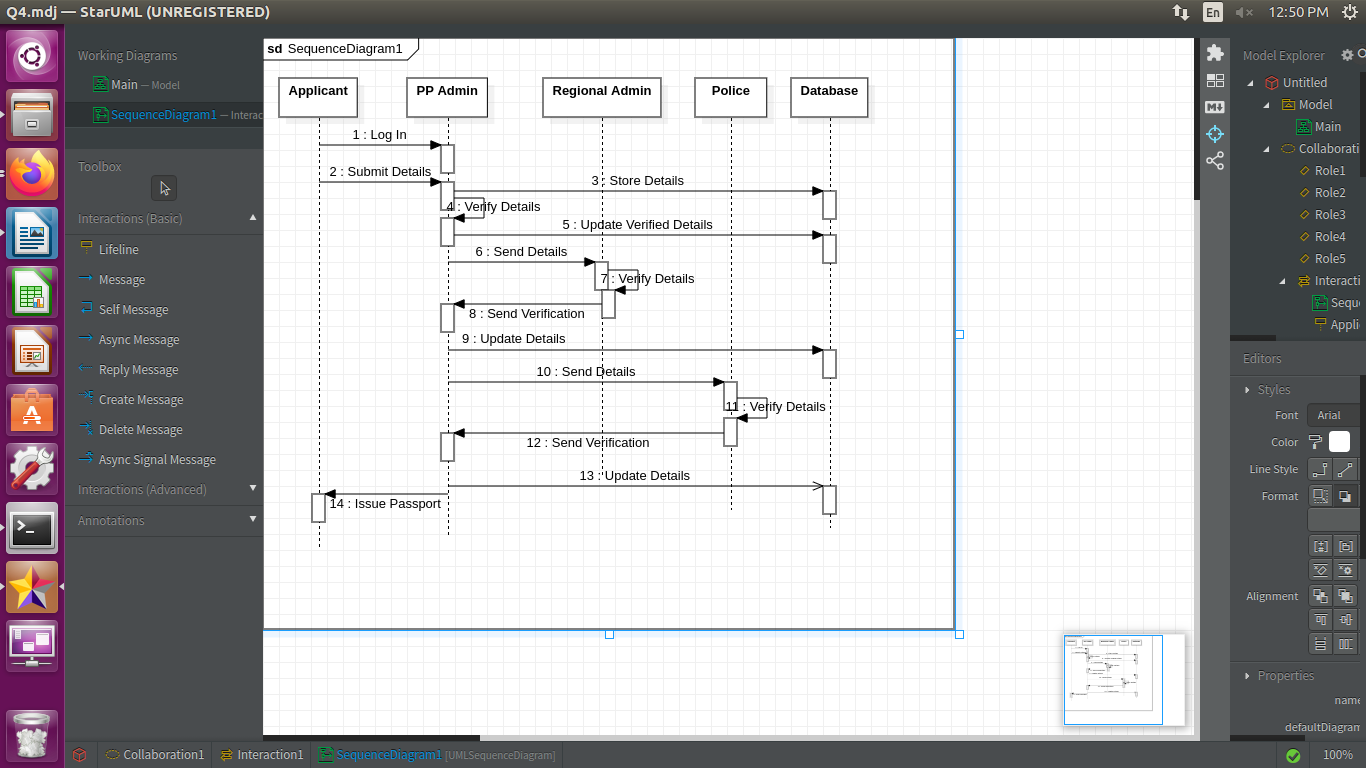 Q4.mdj — StarUML (UNREGISTERED)
En
12:50 PM
Working Diagrams
Main — Model
SequenceDiagram1 — Interac
Toolbox
Interactions (Basic)
Lifeline
Message
Self Message
Async Message
Reply Message
Create Message
Delete Message
Async Signal Message
Interactions (Advanced)
Annotations
sd SequenceDiagram1
Applicant
PP Admin
Regional Admin
Police
Database
1 : Log In
2 : Submit Details
3 : Store Details
4 : Verify Details
5 : Update Verified Details
6 : Send Details
7 : Verify Details
8 : Send Verification
9 : Update Details
10 : Send Details
11 : Verify Details
12 : Send Verification
13 : Update Details
14 : Issue Passport
M↓
Model Explorer
Untitled
Model
Main
Collaborati
Role1
Role2
Role3
Role4
Role5
Interacti
Seque
Appli
Editors
Styles
Font
Arial
Color
Line Style
Format
Alignment
Properties
name
defaultDiagram
Collaboration1
Interaction1
SequenceDiagram1 [UMLSequenceDiagram]
100%